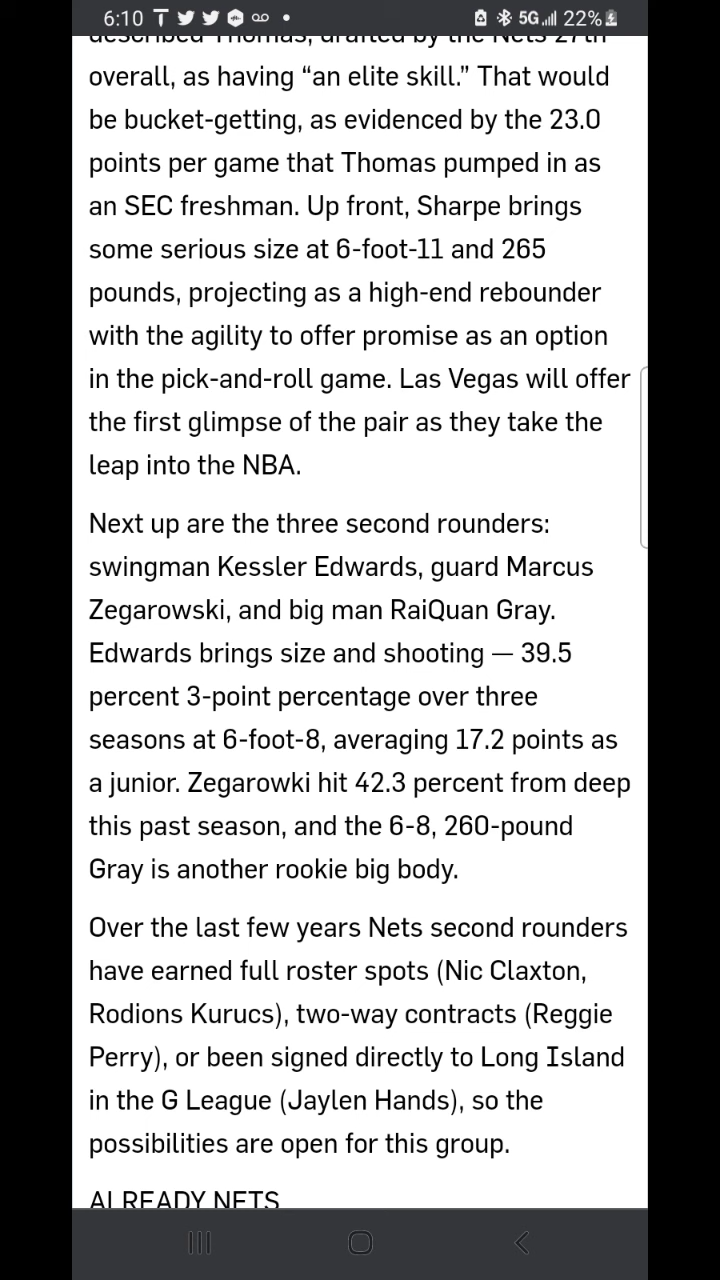 6:10 5G 22%
described Thomas, drafted by the Nets 27th
overall, as having “an elite skill.” That would
be bucket-getting, as evidenced by the 23.0
points per game that Thomas pumped in as
an SEC freshman. Up front, Sharpe brings
some serious size at 6-foot-11 and 265
pounds, projecting as a high-end rebounder
with the agility to offer promise as an option
in the pick-and-roll game. Las Vegas will offer
the first glimpse of the pair as they take the
leap into the NBA.
Next up are the three second rounders:
swingman Kessler Edwards, guard Marcus
Zegarowski, and big man RaiQuan Gray.
Edwards brings size and shooting — 39.5
percent 3-point percentage over three
seasons at 6-foot-8, averaging 17.2 points as
a junior. Zegarowki hit 42.3 percent from deep
this past season, and the 6-8, 260-pound
Gray is another rookie big body.
Over the last few years Nets second rounders
have earned full roster spots (Nic Claxton,
Rodions Kurucs), two-way contracts (Reggie
Perry), or been signed directly to Long Island
in the G League (Jaylen Hands), so the
possibilities are open for this group.
ALREADY NETS